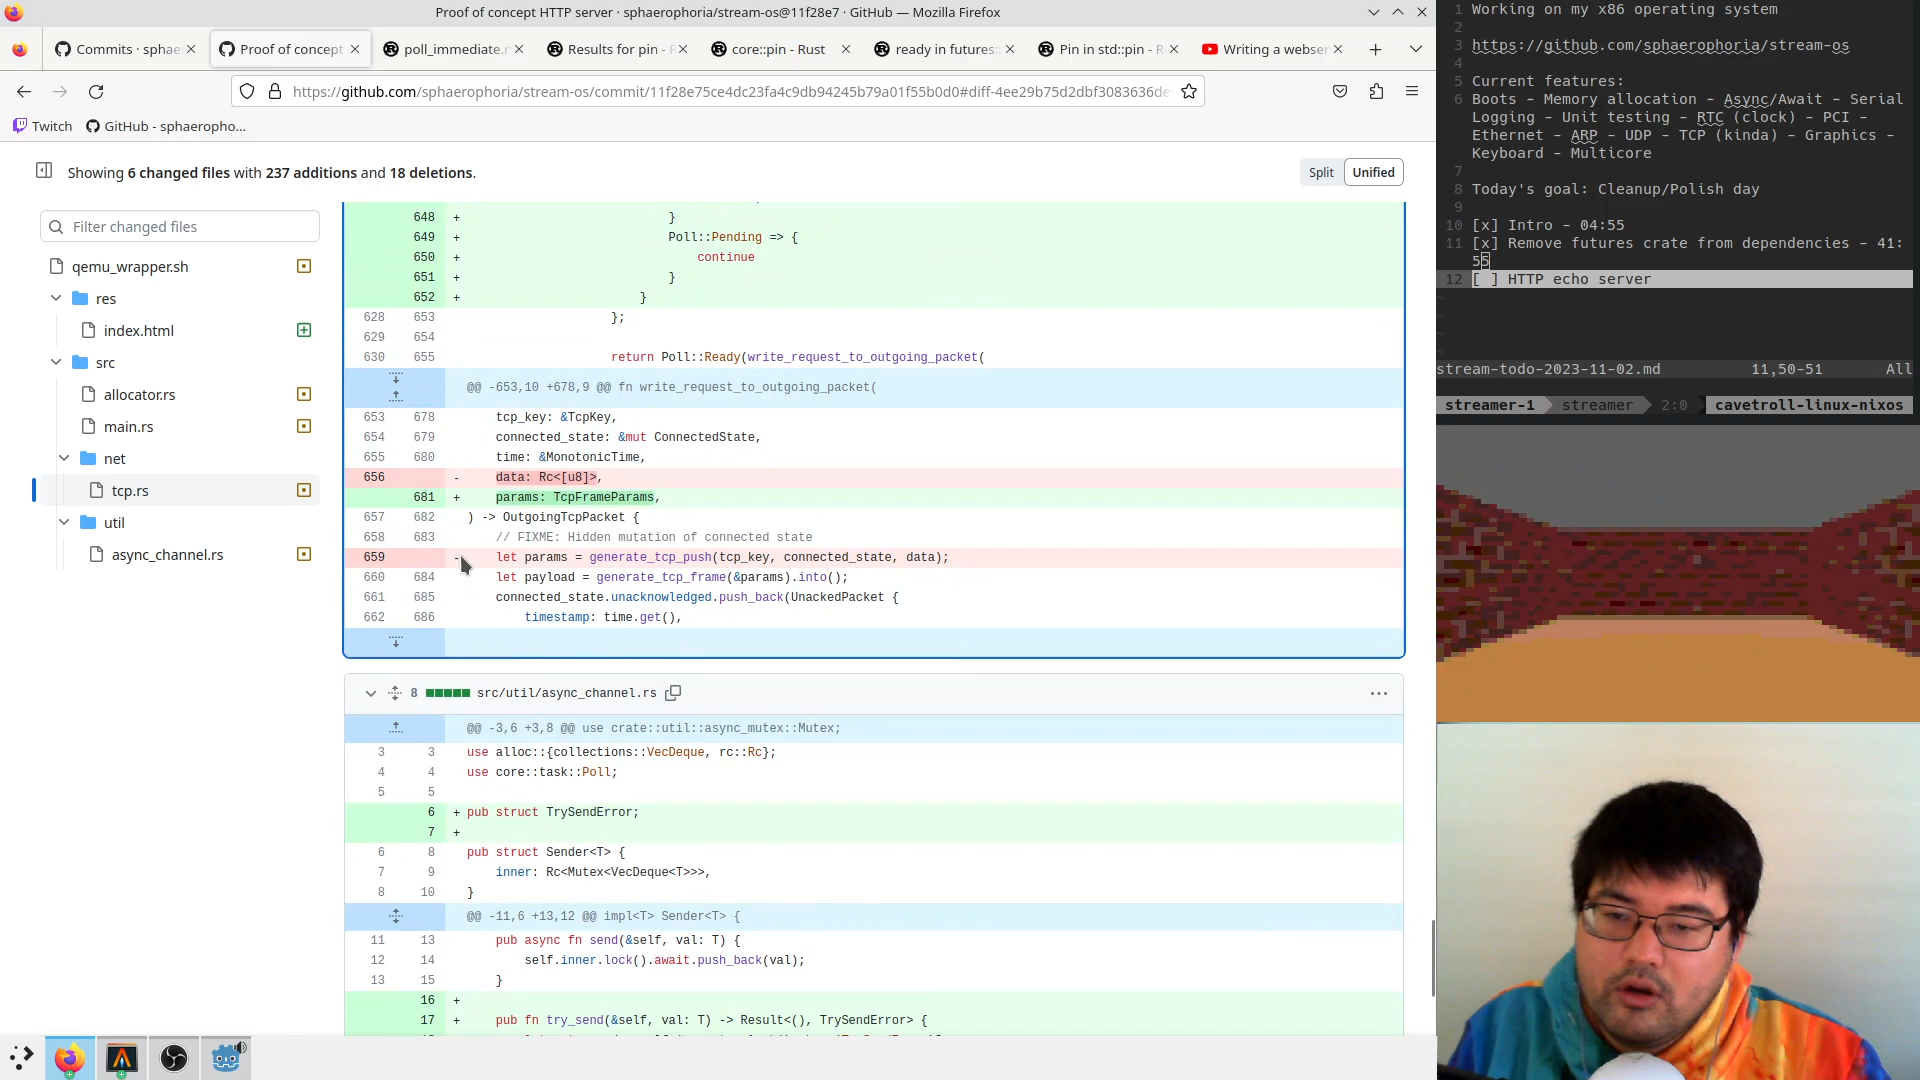 Proof of concept HTTP server · sphaerophoria/stream-os@11f28e7 · GitHub — Mozilla Firefox
Commits · sphae
Proof of concept
poll_immediate.r
Results for pin - R
core::pin - Rust
ready in futures::
Pin in std::pin - R
Writing a webser
https://github.com/sphaerophoria/stream-os/commit/11f28e75ce4dc23fa4c9db94245b79a01f55b0d0#diff-4ee29b75d2dbf3083636de
Twitch
GitHub - sphaeropho...
Showing 6 changed files with 237 additions and 18 deletions.
Split
Unified
Filter changed files
qemu_wrapper.sh
res
index.html
src
allocator.rs
main.rs
net
tcp.rs
util
async_channel.rs
648 + }
649 + Poll::Pending => {
650 + continue
651 + }
652 + }
628 653 };
629 654
630 655 return Poll::Ready(write_request_to_outgoing_packet(
@@ -653,10 +678,9 @@ fn write_request_to_outgoing_packet(
653 678 tcp_key: &TcpKey,
654 679 connected_state: &mut ConnectedState,
655 680 time: &MonotonicTime,
656 - data: Rc<[u8]>,
681 + params: TcpFrameParams,
657 682 ) -> OutgoingTcpPacket {
658 683 // FIXME: Hidden mutation of connected state
659 - let params = generate_tcp_push(tcp_key, connected_state, data);
660 684 let payload = generate_tcp_frame(&params).into();
661 685 connected_state.unacknowledged.push_back(UnackedPacket {
662 686 timestamp: time.get(),
8 src/util/async_channel.rs
@@ -3,6 +3,8 @@ use crate::util::async_mutex::Mutex;
3 3 use alloc::{collections::VecDeque, rc::Rc};
4 4 use core::task::Poll;
5 5
6 + pub struct TrySendError;
7 +
6 8 pub struct Sender<T> {
7 9 inner: Rc<Mutex<VecDeque<T>>>,
8 10 }
@@ -11,6 +13,12 @@ impl<T> Sender<T> {
11 13 pub async fn send(&self, val: T) {
12 14 self.inner.lock().await.push_back(val);
13 15 }
16 +
17 + pub fn try_send(&self, val: T) -> Result<(), TrySendError> {
1 Working on my x86 operating system
2
3 https://github.com/sphaerophoria/stream-os
4
5 Current features:
6 Boots - Memory allocation - Async/Await - Serial
Logging - Unit testing - RTC (clock) - PCI -
Ethernet - ARP - UDP - TCP (kinda) - Graphics -
Keyboard - Multicore
7
8 Today's goal: Cleanup/Polish day
9
10 [x] Intro - 04:55
11 [x] Remove futures crate from dependencies - 41:
55
12 [ ] HTTP echo server
~
~
~
~
stream-todo-2023-11-02.md 11,50-51 All
streamer-1 streamer 2:0 cavetroll-linux-nixos